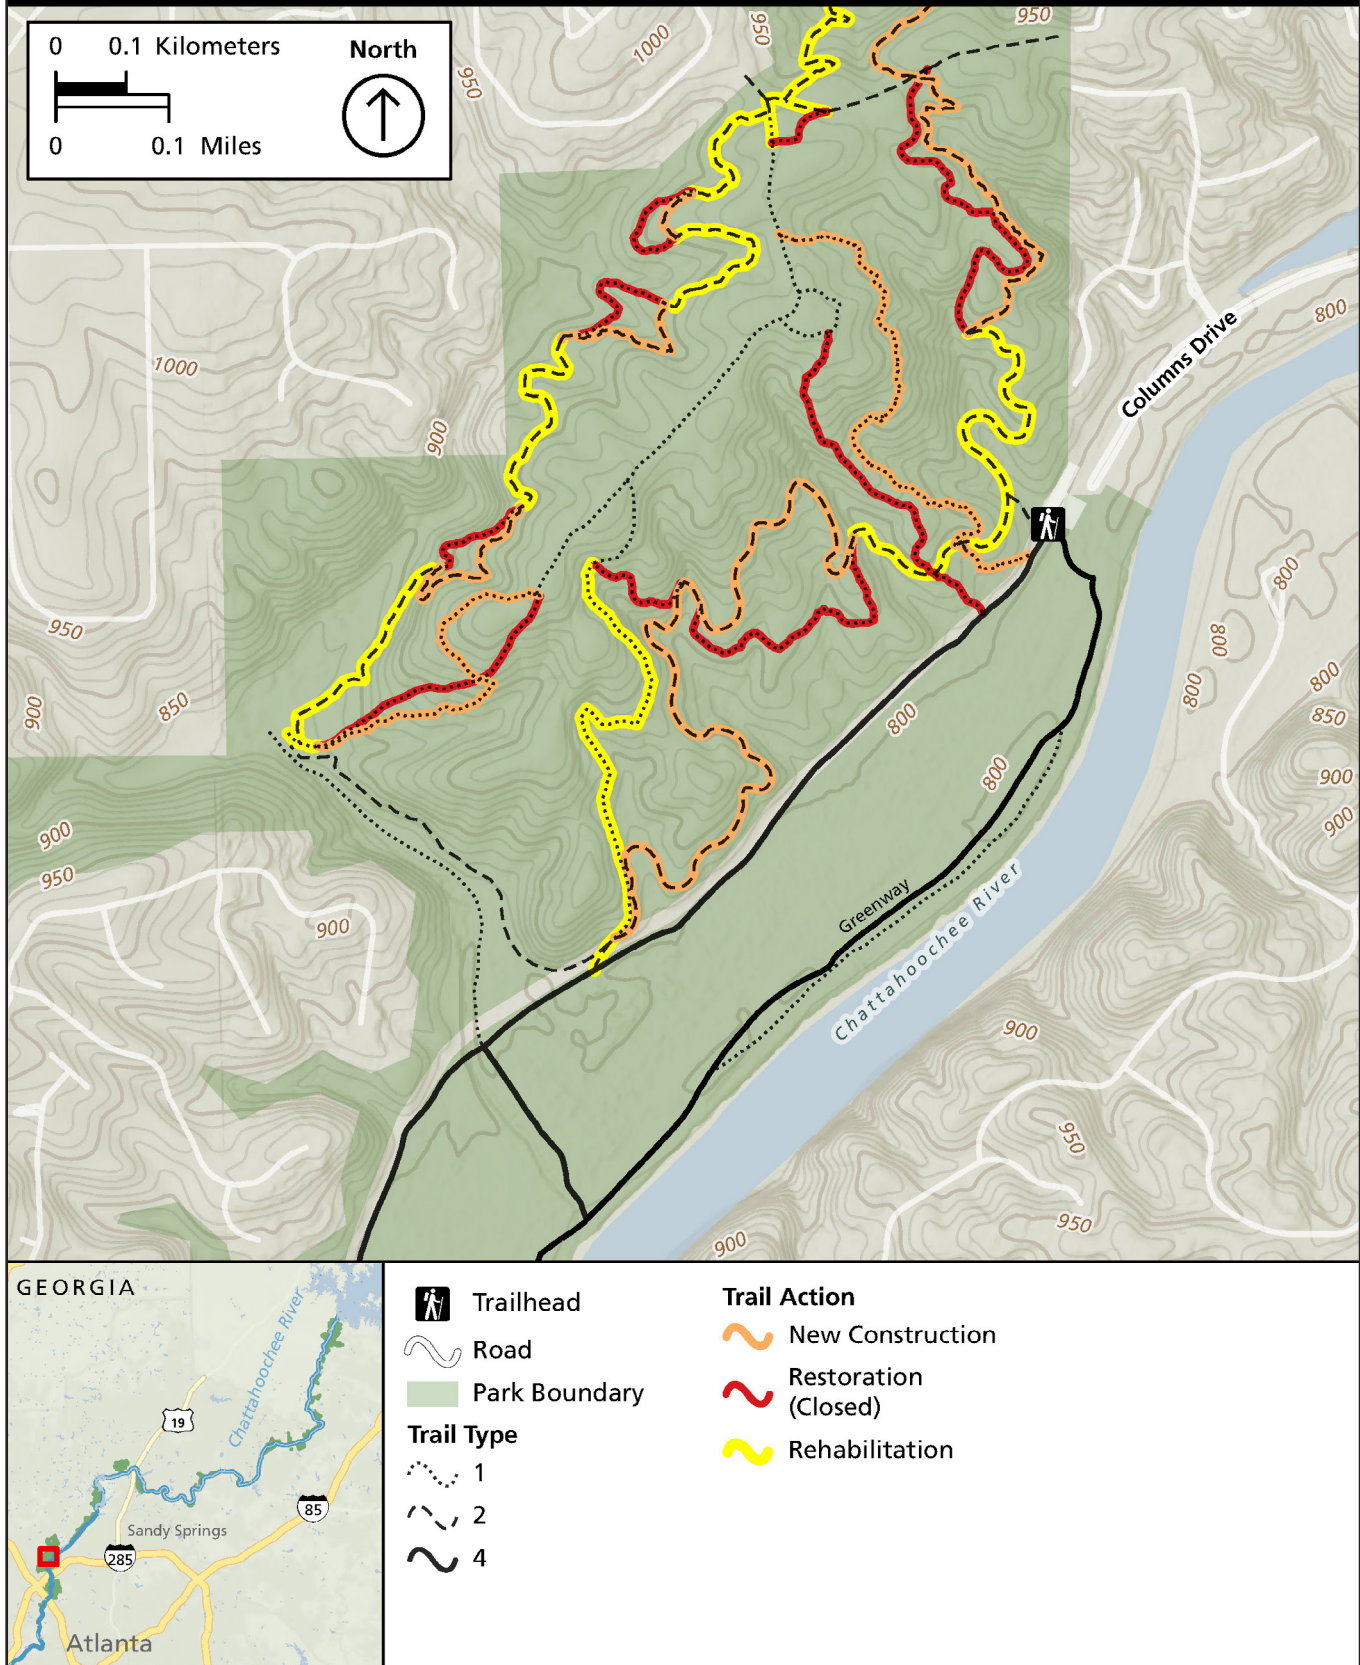 0 0.1 Kilometers
North
0 0.1 Miles
950
950
1000
950
950
1000
900
800
Columns Drive
950
900
850
800
800
800
800
850
900
900
800
800
900
950
900
Greenway
Chattahoochee River
900
950
950
900
GEORGIA
Chattahoochee River
19
85
Sandy Springs
285
Atlanta
Trailhead
Road
Park Boundary
Trail Type
1
2
4
Trail Action
New Construction
Restoration
(Closed)
Rehabilitation